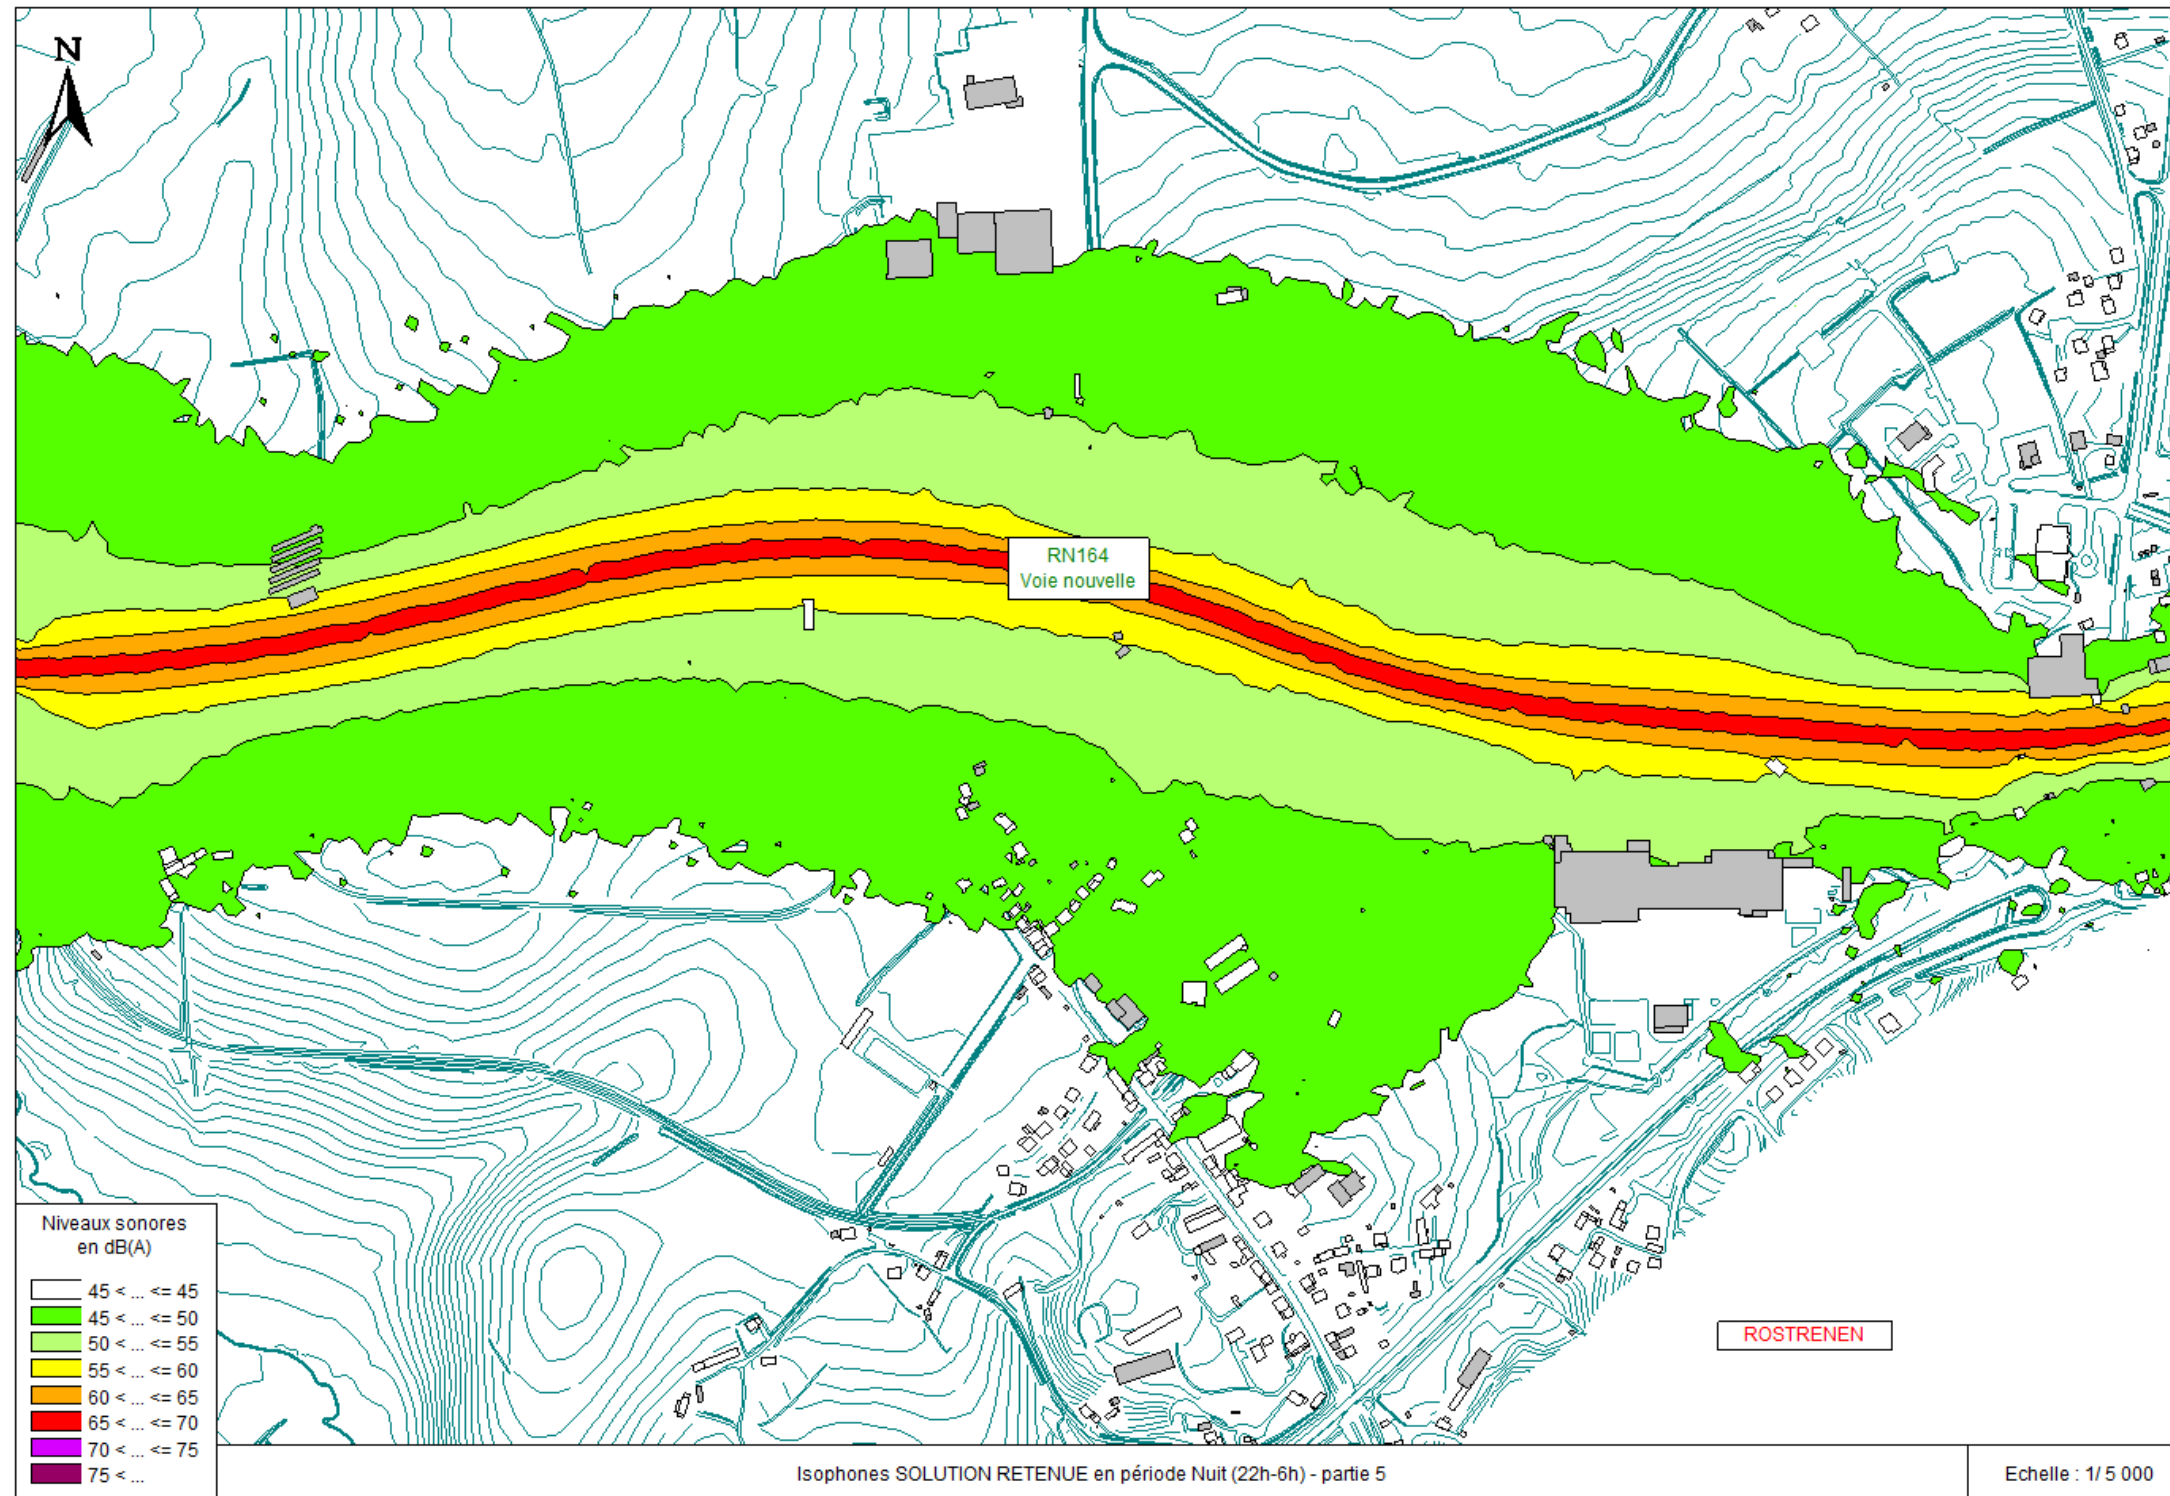 N
RN164
Voie nouvelle
Niveaux sonores
en dB(A)
45 < ... <= 45
45 < ... <= 50
50 < ... <= 55
55 < ... <= 60
60 < ... <= 65
65 < ... <= 70
70 < ... <= 75
75 < ...
ROSTRENEN
Isophones SOLUTION RETENUE en période Nuit (22h-6h) - partie 5
Echelle : 1/ 5 000